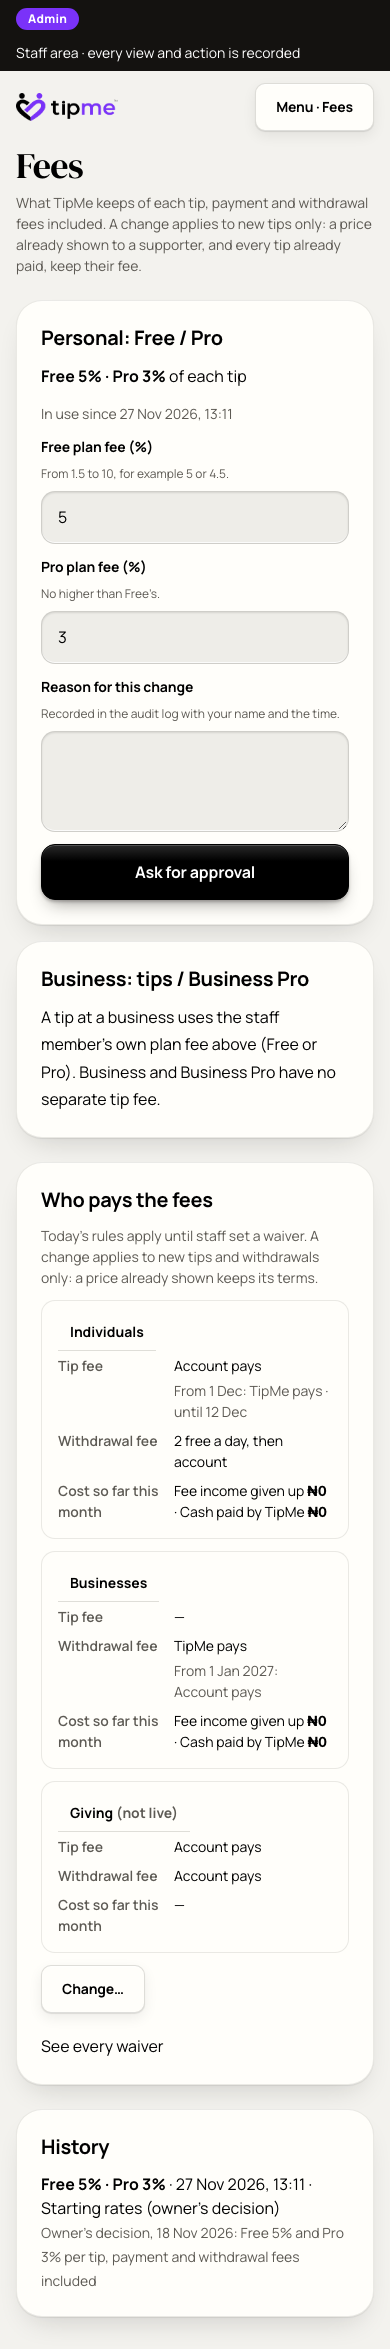 Admin
Staff area · every view and action is recorded
tipme™
Menu · Fees
Fees
What TipMe keeps of each tip, payment and withdrawal
fees included. A change applies to new tips only: a price
already shown to a supporter, and every tip already
paid, keep their fee.
Personal: Free / Pro
Free 5% · Pro 3% of each tip
In use since 27 Nov 2026, 13:11
Free plan fee (%)
From 1.5 to 10, for example 5 or 4.5.
5
Pro plan fee (%)
No higher than Free's.
3
Reason for this change
Recorded in the audit log with your name and the time.
Ask for approval
Business: tips / Business Pro
A tip at a business uses the staff
member's own plan fee above (Free or
Pro). Business and Business Pro have no
separate tip fee.
Who pays the fees
Today's rules apply until staff set a waiver. A
change applies to new tips and withdrawals
only: a price already shown keeps its terms.
Individuals
Tip fee Account pays
From 1 Dec: TipMe pays ·
until 12 Dec
Withdrawal fee 2 free a day, then
account
Cost so far this Fee income given up ₦0
month · Cash paid by TipMe ₦0
Businesses
Tip fee —
Withdrawal fee TipMe pays
From 1 Jan 2027:
Account pays
Cost so far this Fee income given up ₦0
month · Cash paid by TipMe ₦0
Giving (not live)
Tip fee Account pays
Withdrawal fee Account pays
Cost so far this —
month
Change...
See every waiver
History
Free 5% · Pro 3% · 27 Nov 2026, 13:11 ·
Starting rates (owner's decision)
Owner's decision, 18 Nov 2026: Free 5% and Pro
3% per tip, payment and withdrawal fees
included